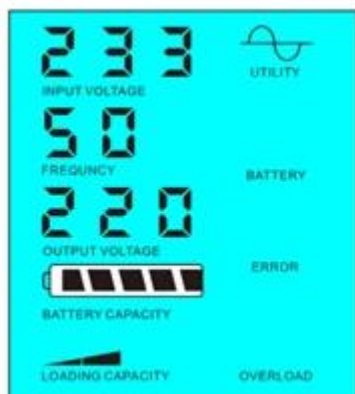 233
INPUT VOLTAGE
UTILITY
50
FREQUNCY
BATTERY
220
OUTPUT VOLTAGE
ERROR
BATTERY CAPACITY
LOADING CAPACITY
OVERLOAD